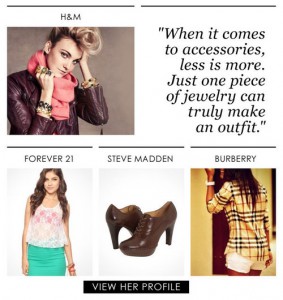 H&M
"When it comes
to accessories,
less is more.
Just one piece
of jewelry can
truly make
an outfit."
FOREVER 21
STEVE MADDEN
BURBERRY
VIEW HER PROFILE